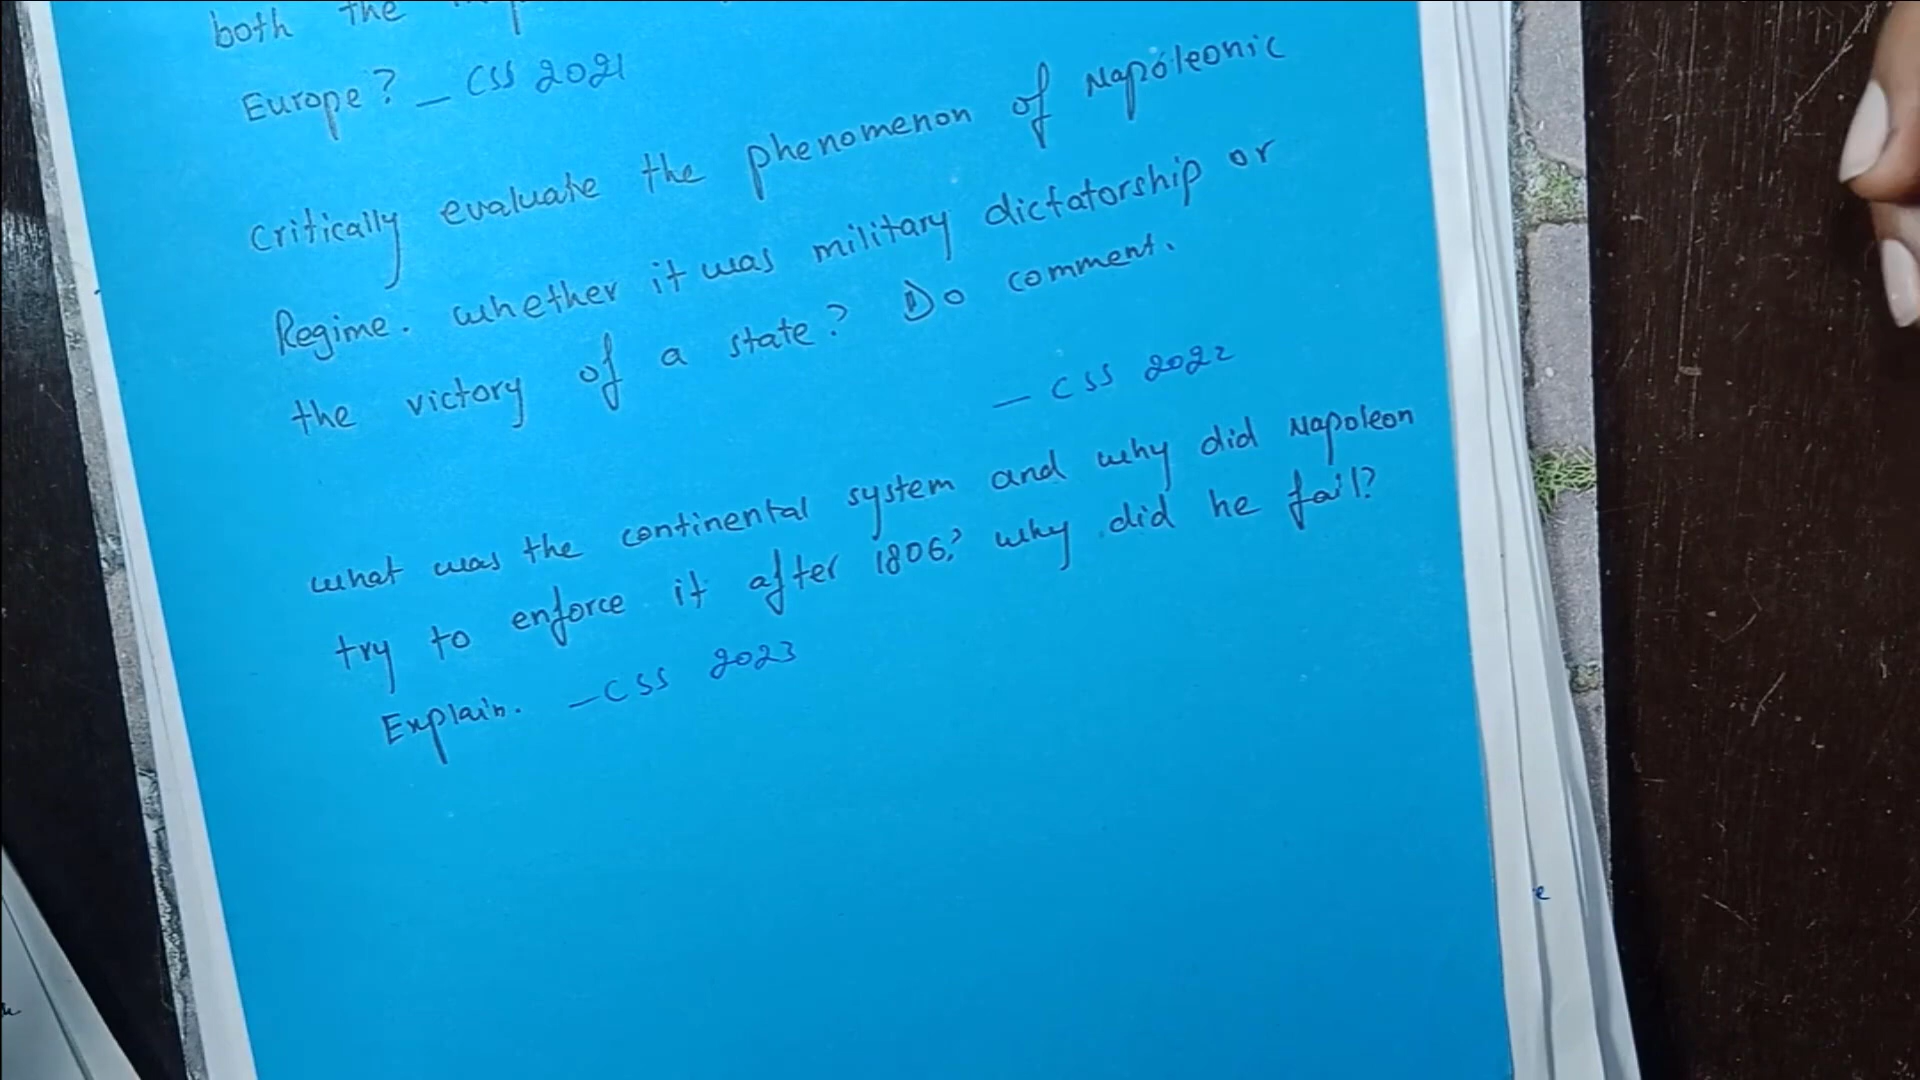 both the
Europe? _ CSS 2021
Critically evaluate the phenomenon of Napoleonic
Regime. whether it was military dictatorship or
the victory of a state? Do comment.
_ CSS 2022
what was the continental system and why did Napoleon
try to enforce it after 1806? why did he fail?
Explain. _CSS 2023
e